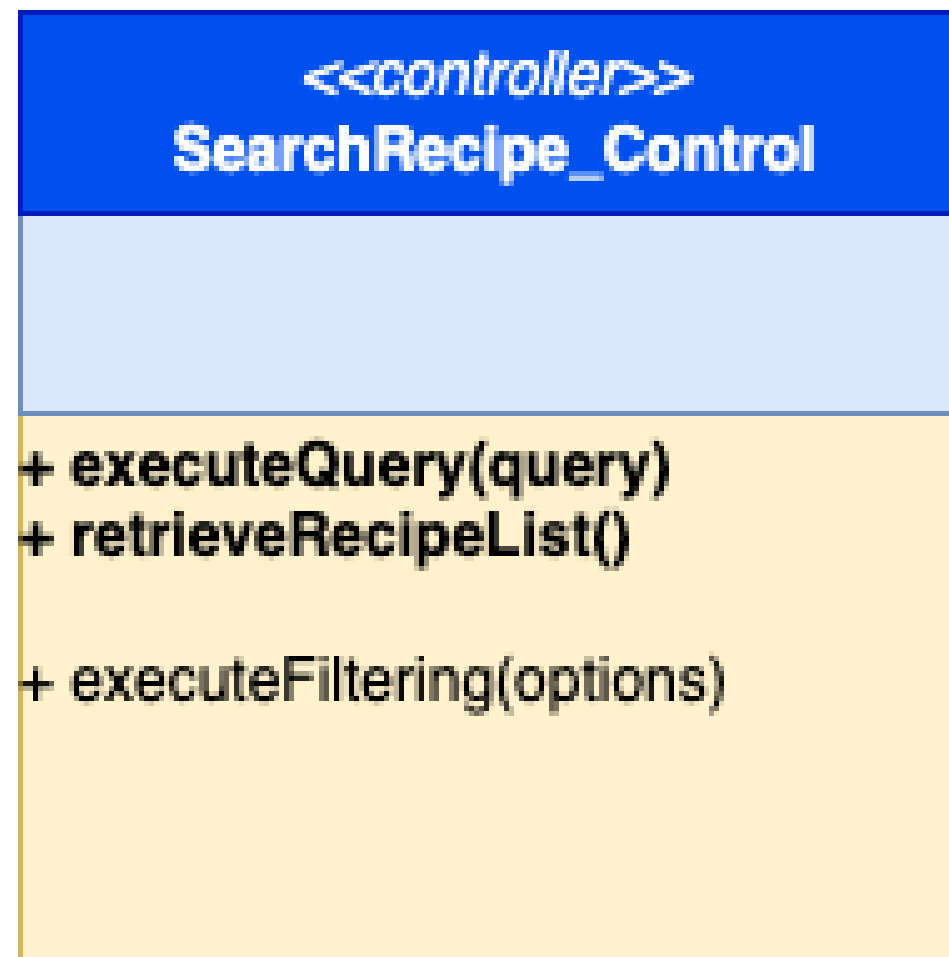 <<controller>>
SearchRecipe_Control
+ executeQuery(query)
+ retrieveRecipeList()
+ executeFiltering(options)